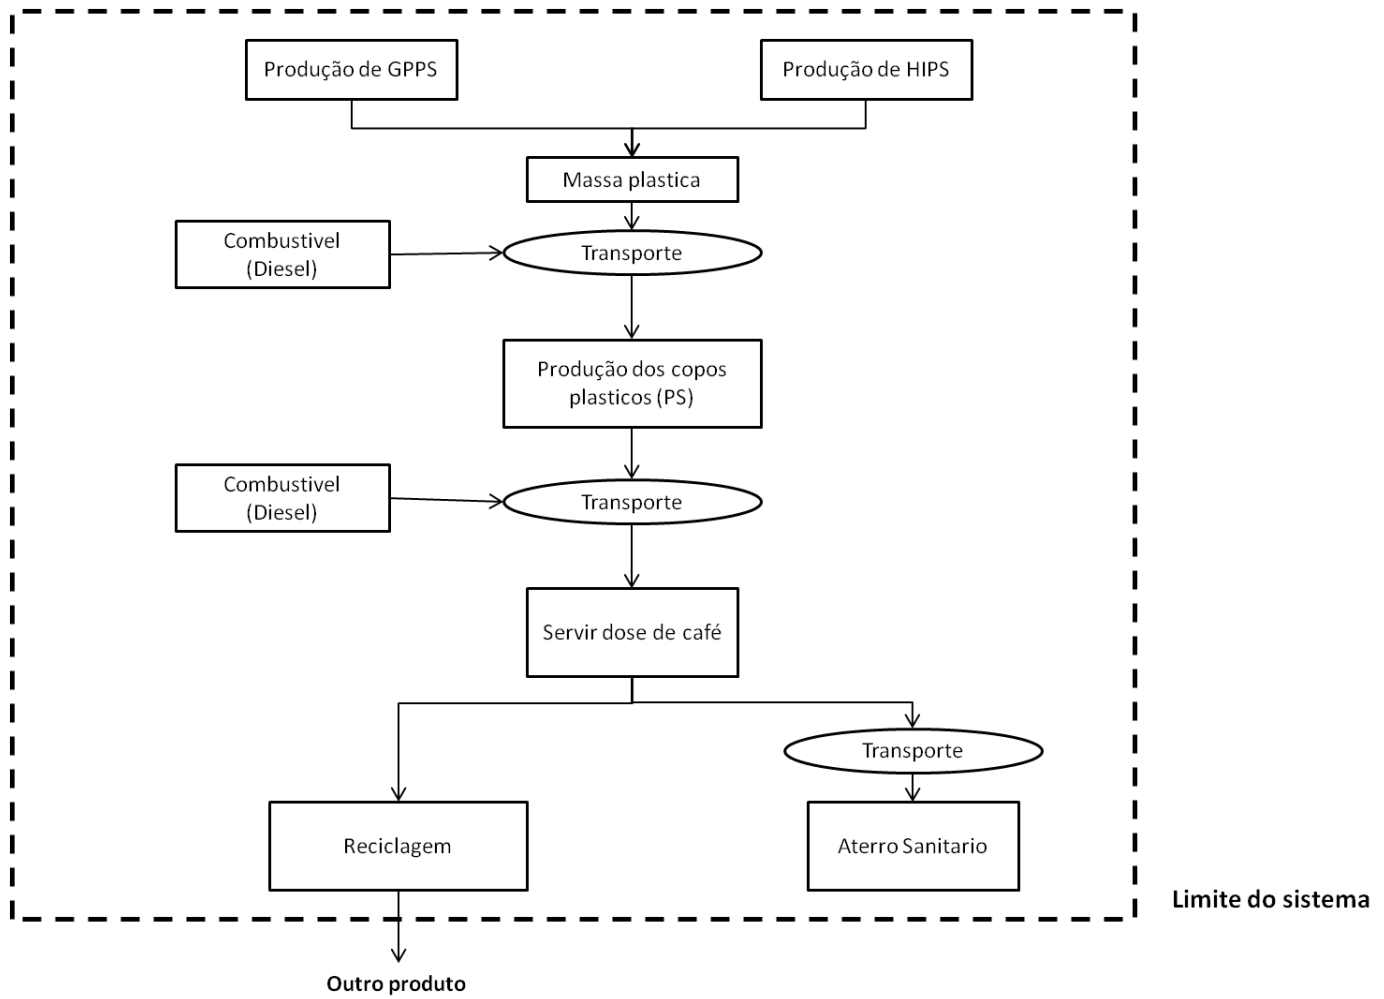 Produção de GPPS
Produção de HIPS
Massa plastica
Combustivel
(Diesel)
Transporte
Produção dos copos
plasticos (PS)
Combustivel
(Diesel)
Transporte
Servir dose de café
Transporte
Reciclagem
Aterro Sanitario
Limite do sistema
Outro produto